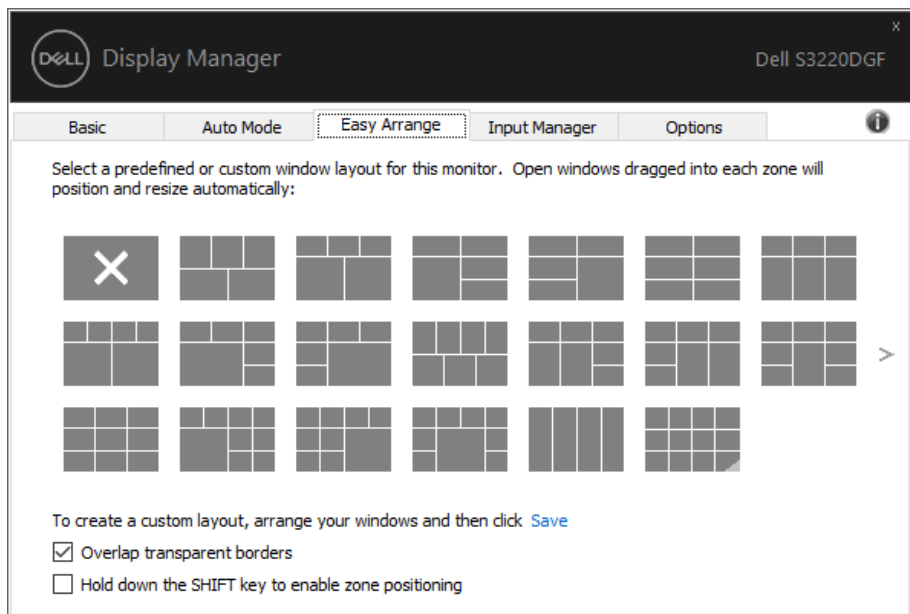 x
DELL Display Manager Dell S3220DGF
Basic Auto Mode Easy Arrange Input Manager Options
Select a predefined or custom window layout for this monitor.  Open windows dragged into each zone will
position and resize automatically:
>
To create a custom layout, arrange your windows and then click Save
Overlap transparent borders
Hold down the SHIFT key to enable zone positioning